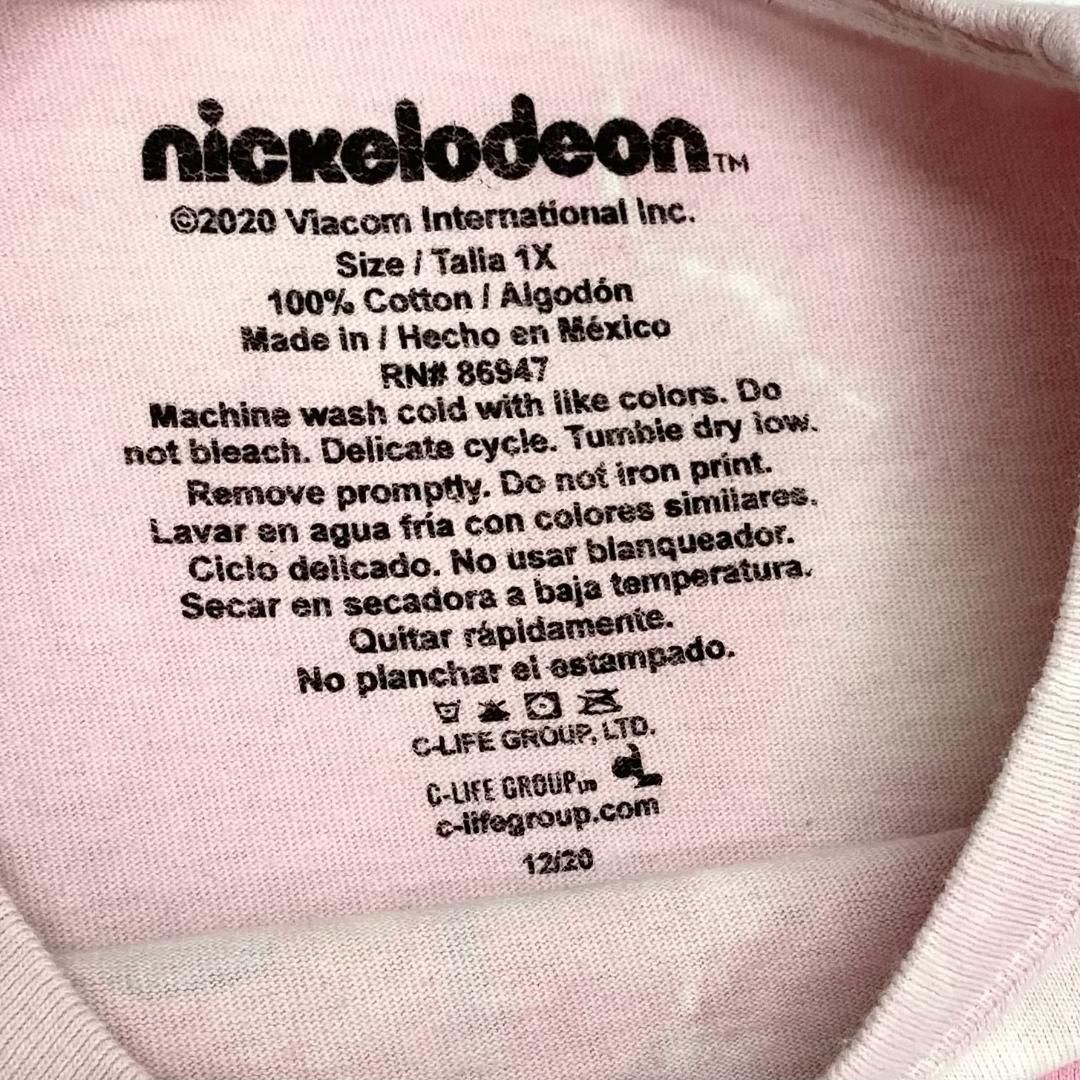 nickelodeon™
©2020 Viacom International Inc.
Size / Talla 1X
100% Cotton / Algodón
Made in / Hecho en México
RN# 86947
Machine wash cold with like colors. Do
not bleach. Delicate cycle. Tumble dry low.
Remove promptly. Do not iron print.
Lavar en agua fría con colores similares.
Ciclo delicado. No usar blanqueador.
Secar en secadora a baja temperatura.
Quitar rápidamente.
No planchar el estampado.
C-LIFE GROUP, LTD.
C-LIFE GROUP LTD
c-lifegroup.com
12/20